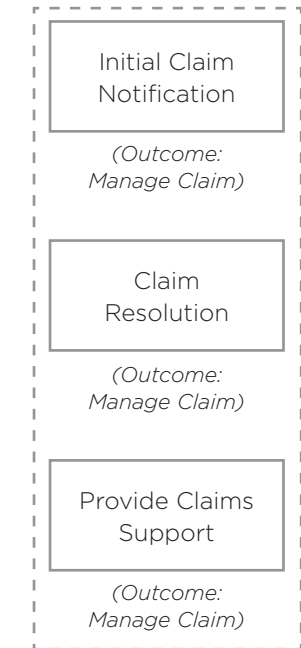 Initial Claim
Notification
(Outcome:
Manage Claim)
Claim
Resolution
(Outcome:
Manage Claim)
Provide Claims
Support
(Outcome:
Manage Claim)